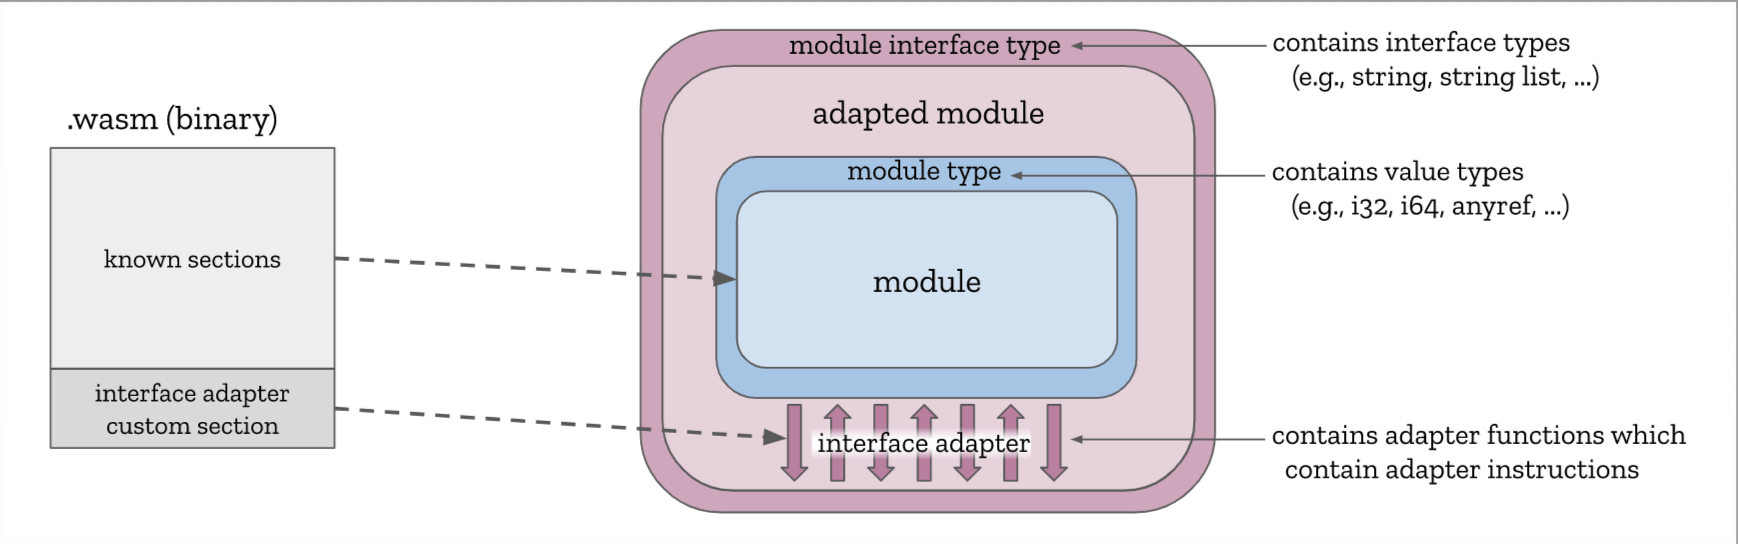 .wasm (binary)
known sections
interface adapter
custom section
module interface type
adapted module
module type
module
interface adapter
contains interface types
(e.g., string, string list, ...)
contains value types
(e.g., i32, i64, anyref, ...)
contains adapter functions which
contain adapter instructions